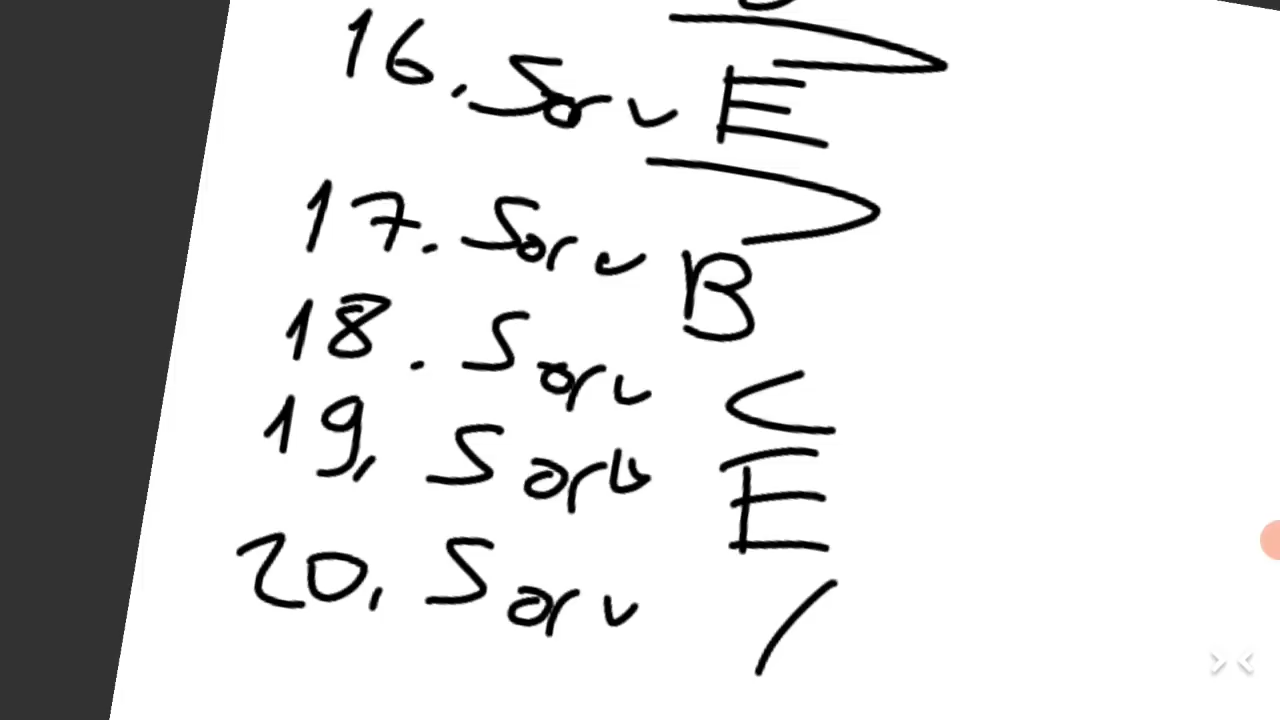 16. Soru E
17. Soru B
18. Soru C
19. Soru E
20. Soru /